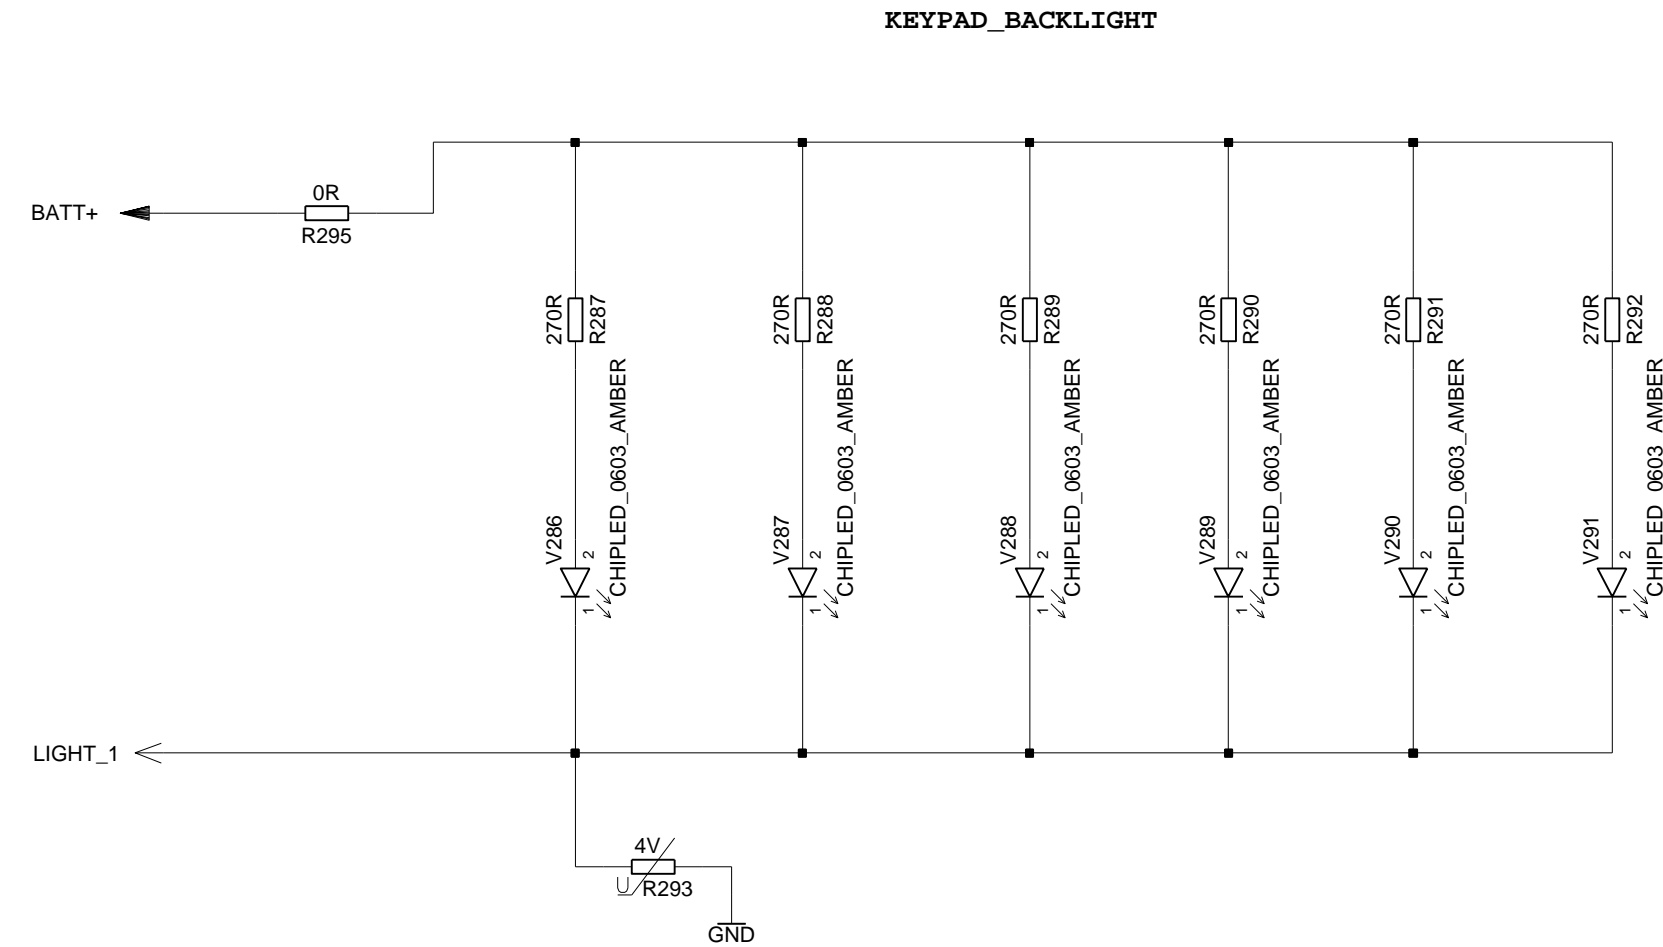 KEYPAD_BACKLIGHT
BATT+
0R
R295
270R
R287
270R
R288
270R
R289
270R
R290
270R
R291
270R
R292
V286
2
1
CHIPLED_0603_AMBER
V287
2
1
CHIPLED_0603_AMBER
V288
2
1
CHIPLED_0603_AMBER
V289
2
1
CHIPLED_0603_AMBER
V290
2
1
CHIPLED_0603_AMBER
V291
2
1
CHIPLED_0603_AMBER
LIGHT_1
4V
U
R293
GND